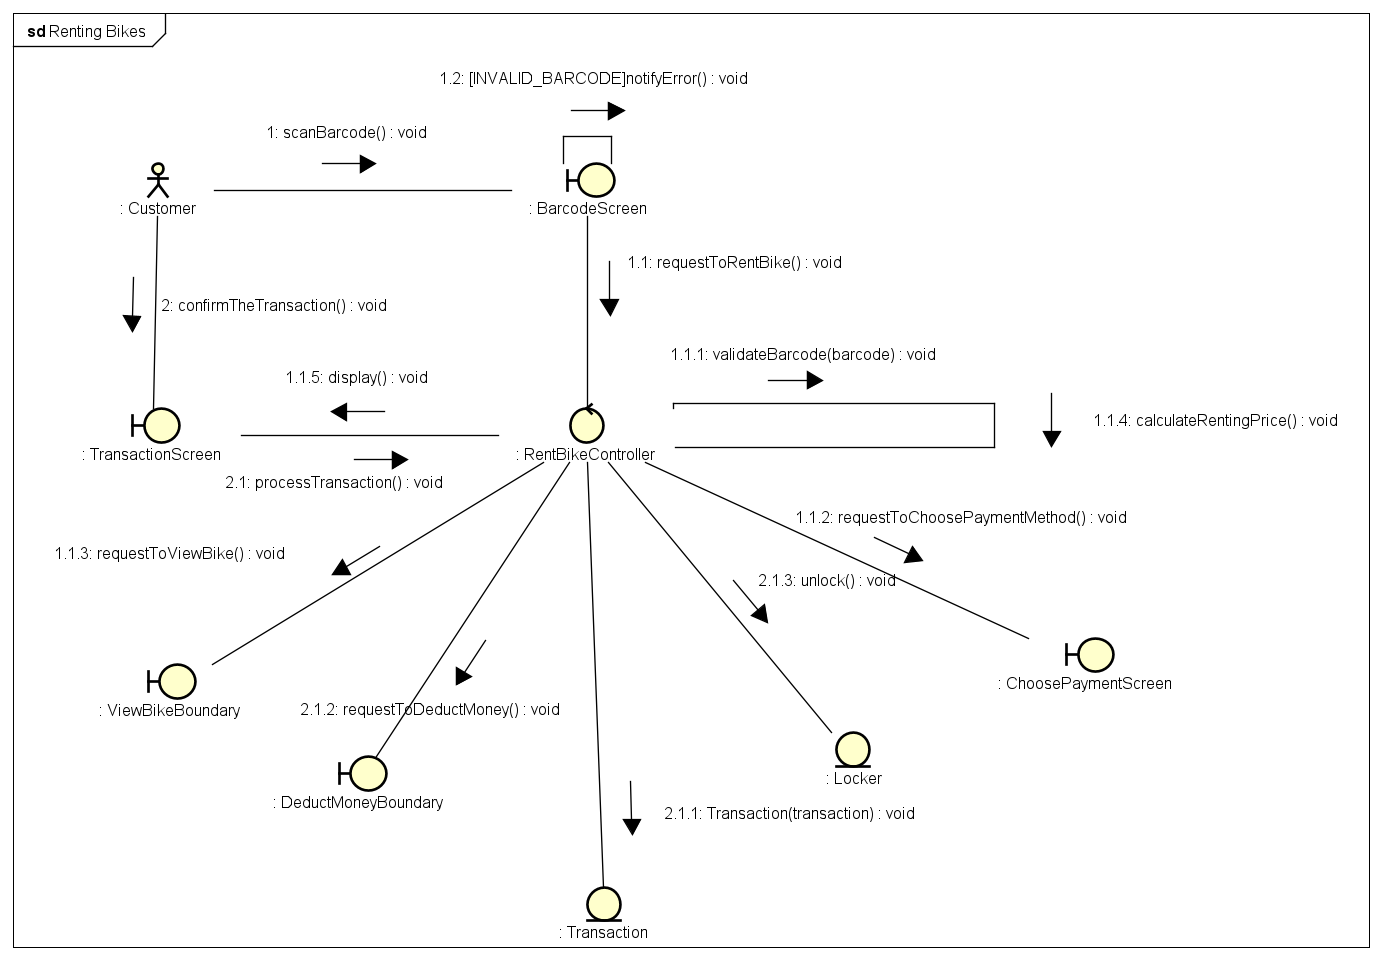 sd Renting Bikes
1.2: [INVALID_BARCODE]notifyError() : void
1: scanBarcode() : void
: Customer
: BarcodeScreen
1.1: requestToRentBike() : void
2: confirmTheTransaction() : void
1.1.1: validateBarcode(barcode) : void
1.1.5: display() : void
1.1.4: calculateRentingPrice() : void
: TransactionScreen
: RentBikeController
2.1: processTransaction() : void
1.1.2: requestToChoosePaymentMethod() : void
1.1.3: requestToViewBike() : void
2.1.3: unlock() : void
: ChoosePaymentScreen
: ViewBikeBoundary
2.1.2: requestToDeductMoney() : void
: Locker
: DeductMoneyBoundary
2.1.1: Transaction(transaction) : void
: Transaction